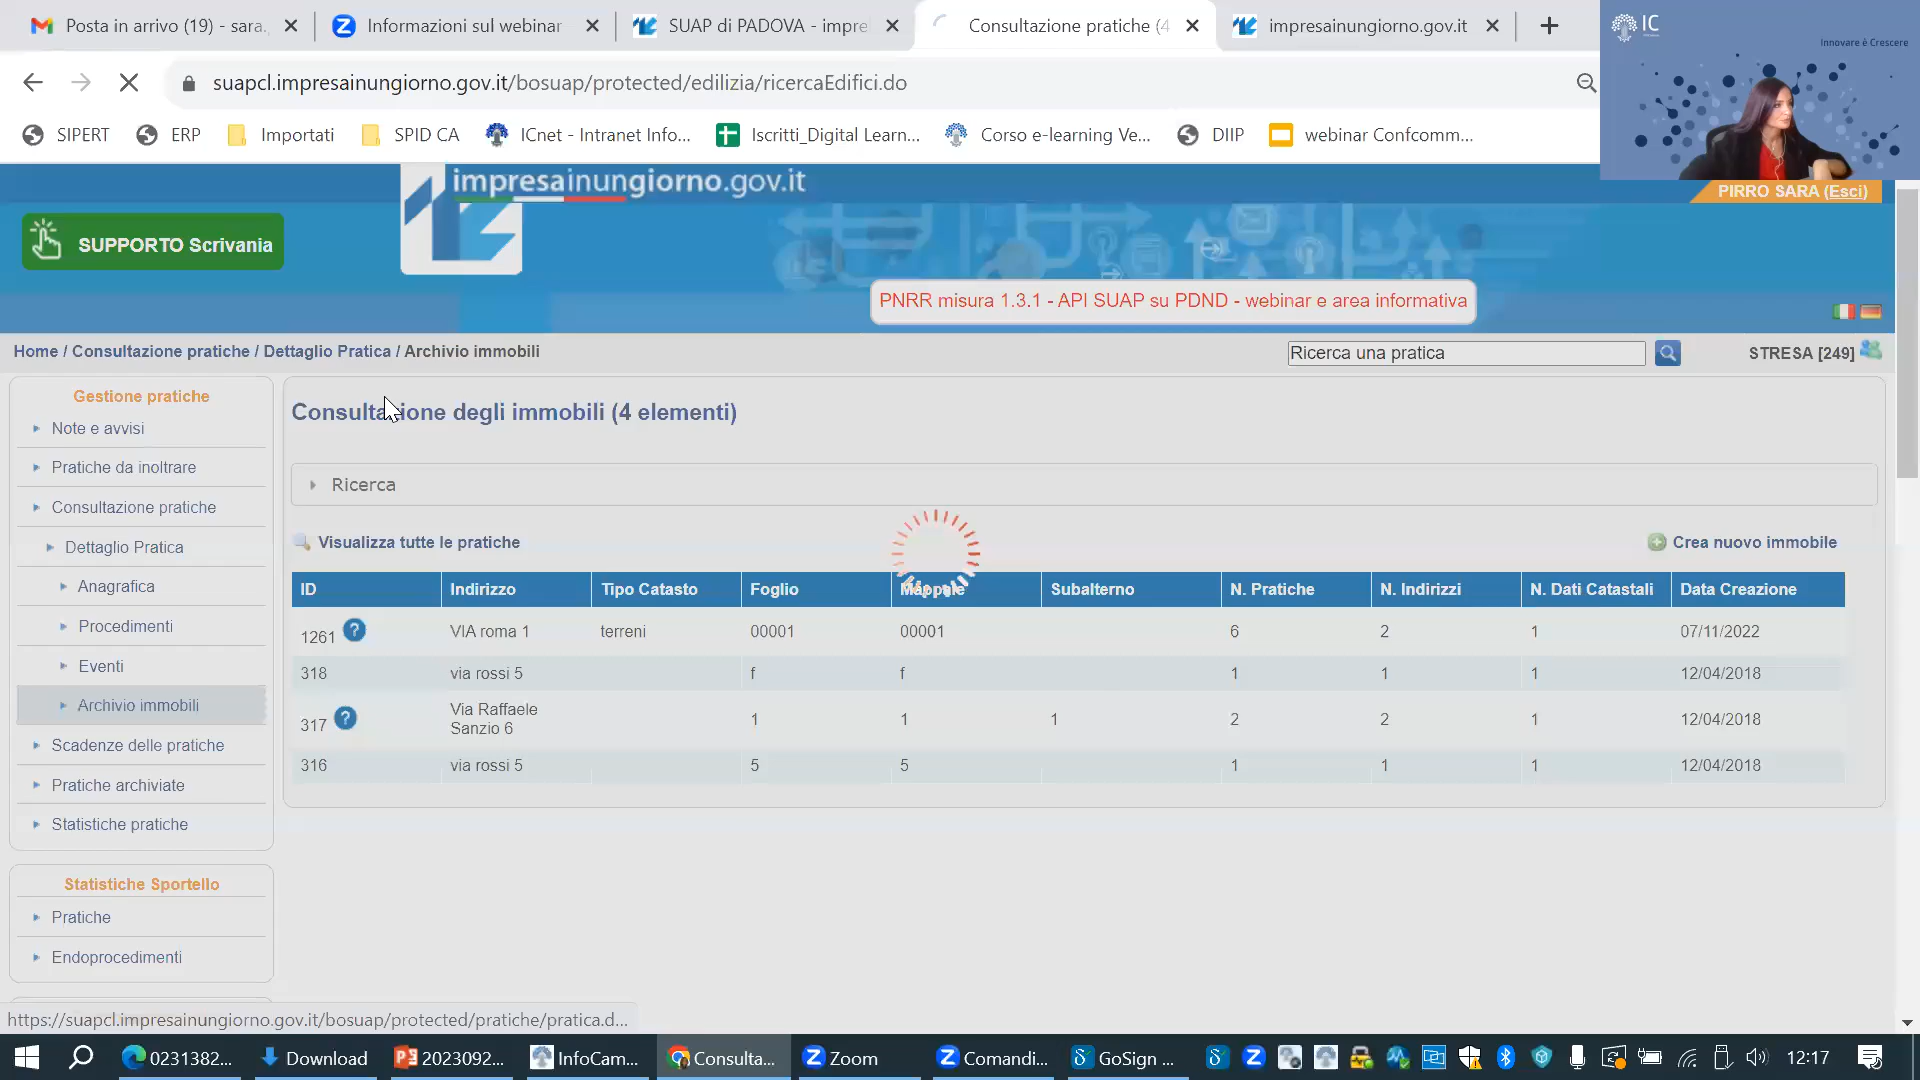 Posta in arrivo (19) - sara.
Informazioni sul webinar
SUAP di PADOVA - impre
Consultazione pratiche (4
impresainungiorno.gov.it
suapcl.impresainungiorno.gov.it/bosuap/protected/edilizia/ricercaEdifici.do
SIPERT
ERP
Importati
SPID CA
ICnet - Intranet Info...
Iscritti_Digital Learn...
Corso e-learning Ve...
DIIP
webinar Confcomm...
IC
Innovare è Crescere
impresainungiorno.gov.it
PIRRO SARA (Esci)
SUPPORTO Scrivania
PNRR misura 1.3.1 - API SUAP su PDND - webinar e area informativa
Home / Consultazione pratiche / Dettaglio Pratica / Archivio immobili
Ricerca una pratica
STRESA [249]
Gestione pratiche
Note e avvisi
Pratiche da inoltrare
Consultazione pratiche
Dettaglio Pratica
Anagrafica
Procedimenti
Eventi
Archivio immobili
Scadenze delle pratiche
Pratiche archiviate
Statistiche pratiche
Statistiche Sportello
Pratiche
Endoprocedimenti
Consultazione degli immobili (4 elementi)
Ricerca
Visualizza tutte le pratiche
Crea nuovo immobile
ID Indirizzo Tipo Catasto Foglio Mappale Subalterno N. Pratiche N. Indirizzi N. Dati Catastali Data Creazione
1261 ? VIA roma 1 terreni 00001 00001 6 2 1 07/11/2022
318 via rossi 5 f f 1 1 1 12/04/2018
317 ? Via Raffaele Sanzio 6 1 1 1 2 2 1 12/04/2018
316 via rossi 5 5 5 1 1 1 12/04/2018
https://suapcl.impresainungiorno.gov.it/bosuap/protected/pratiche/pratica.d...
0231382...
Download
2023092...
InfoCam...
Consulta...
Zoom
Comandi...
GoSign ...
12:17